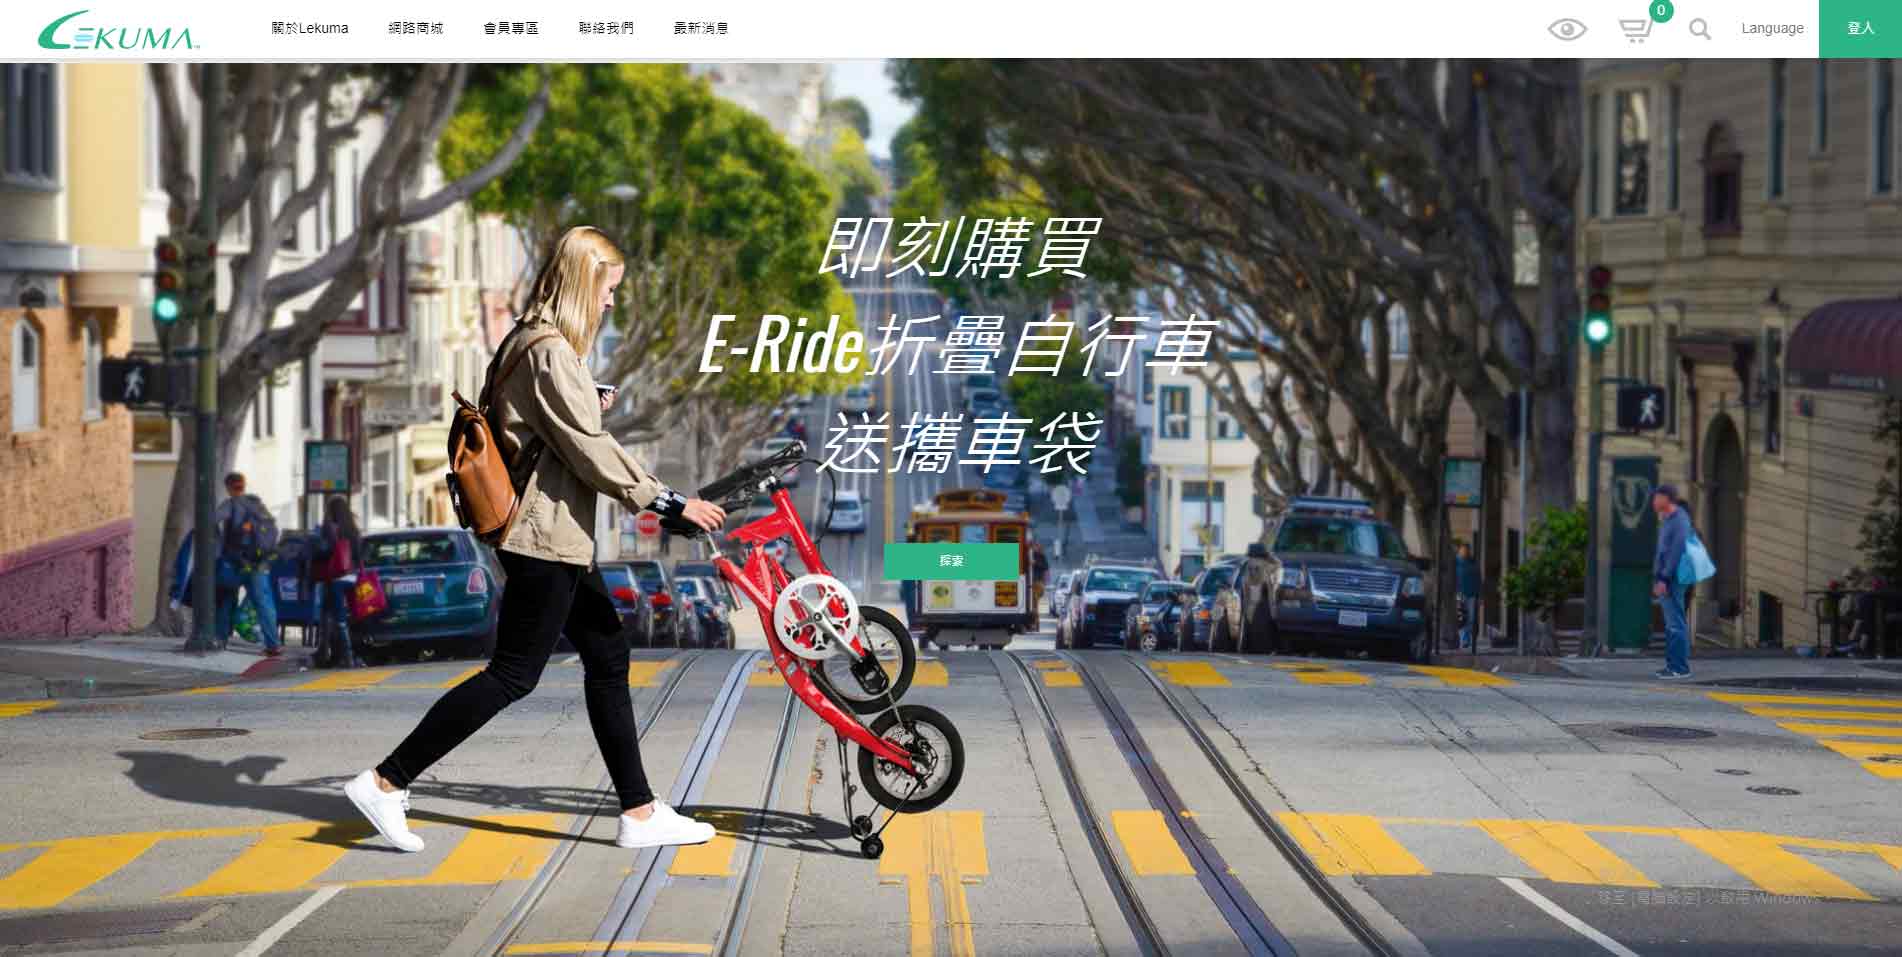 LEKUMA
關於Lekuma
網路商城
會員專區
聯絡我們
最新消息
0
Language
登入
即刻購買
E-Ride折疊自行車
送攜車袋
探索
移至 [電腦設定] 以啟用 Windows。